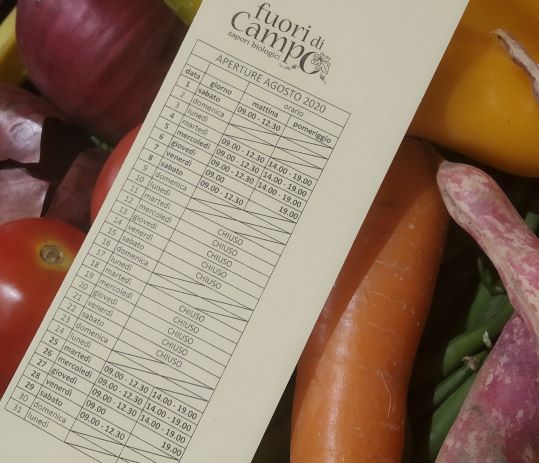 fuori di
Campo
sapori biologici
APERTURE AGOSTO 2020
data giorno orario
mattina pomeriggio
1 sabato 09.00 - 12.30
2 domenica
3 lunedì
4 martedì 09.00 - 12.30 14.00 - 19.00
5 mercoledì 09.00 - 12.30 14.00 - 19.00
6 giovedì 09.00 - 12.30 14.00 - 19.00
7 venerdì 09.00 19.00
8 sabato 09.00 - 12.30
9 domenica
10 lunedì
11 martedì CHIUSO
12 mercoledì CHIUSO
13 giovedì CHIUSO
14 venerdì CHIUSO
15 sabato CHIUSO
16 domenica
17 lunedì
18 martedì CHIUSO
19 mercoledì CHIUSO
20 giovedì CHIUSO
21 venerdì CHIUSO
22 sabato CHIUSO
23 domenica
24 lunedì
25 martedì 09.00 - 12.30 14.00 - 19.00
26 mercoledì 09.00 - 12.30 14.00 - 19.00
27 giovedì 09.00 - 12.30 14.00 - 19.00
28 venerdì 09.00 19.00
29 sabato 09.00 - 12.30
30 domenica
31 lunedì